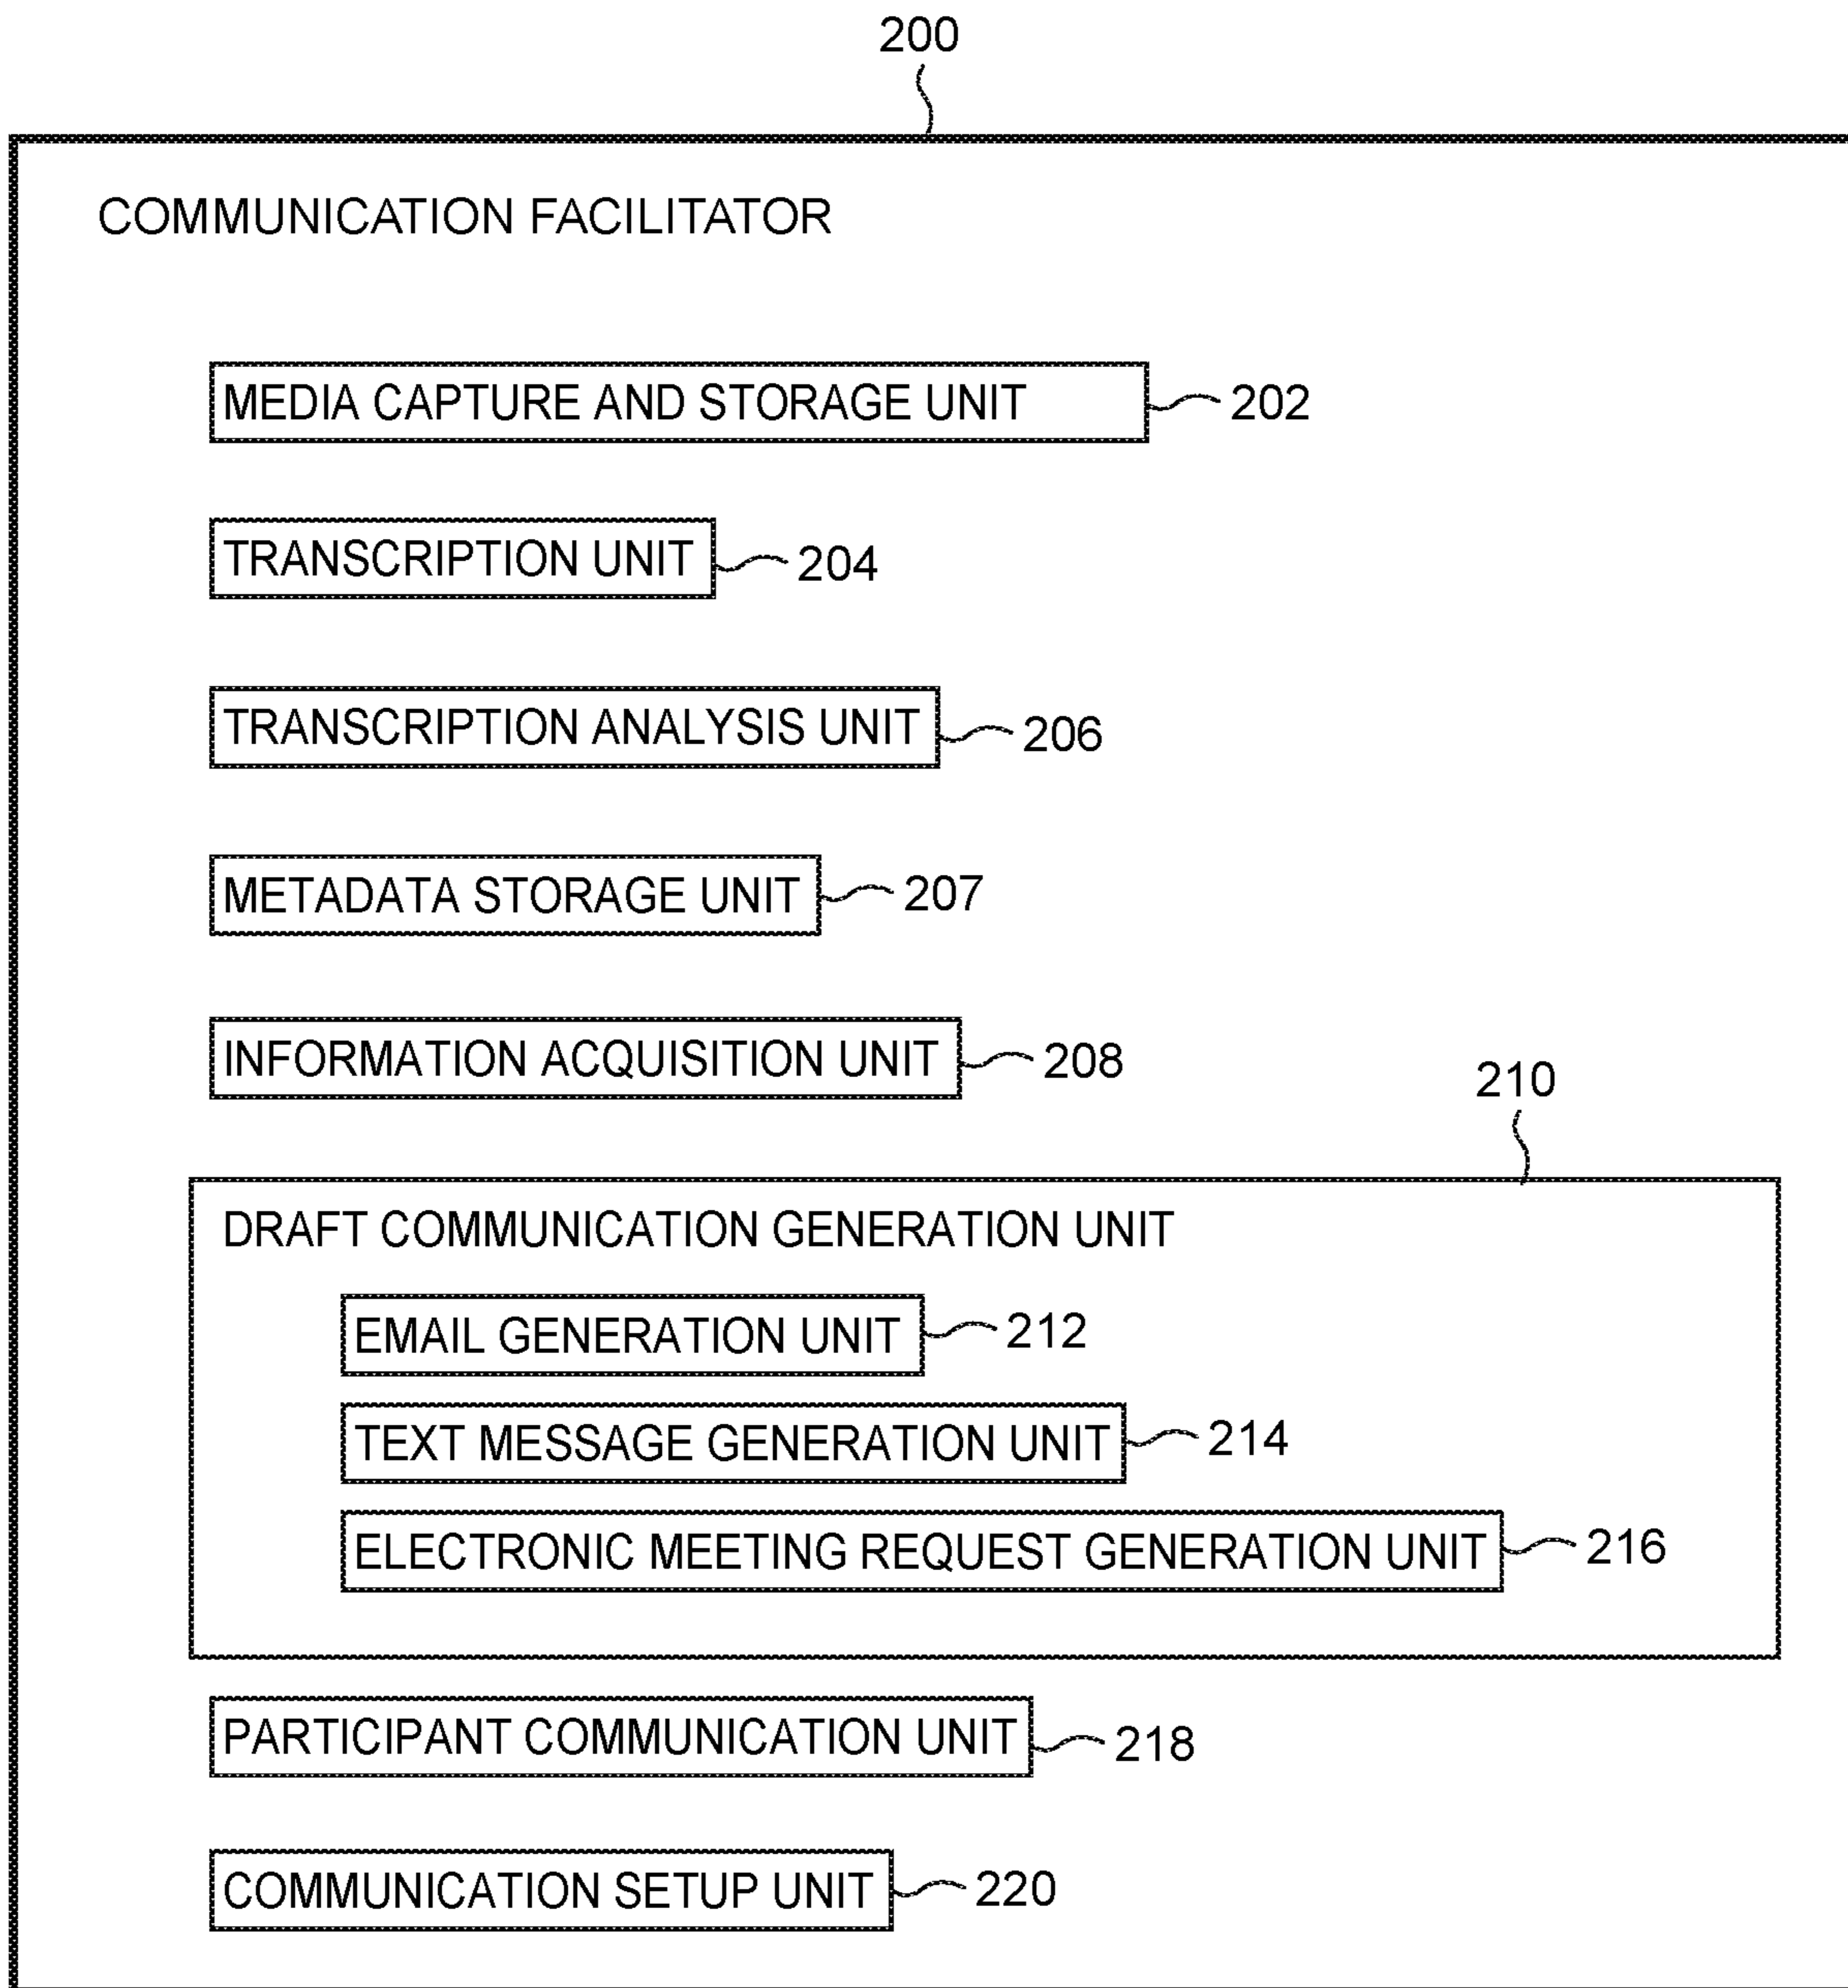 200
COMMUNICATION FACILITATOR
MEDIA CAPTURE AND STORAGE UNIT 202
TRANSCRIPTION UNIT 204
TRANSCRIPTION ANALYSIS UNIT 206
METADATA STORAGE UNIT 207
INFORMATION ACQUISITION UNIT 208
210
DRAFT COMMUNICATION GENERATION UNIT
EMAIL GENERATION UNIT 212
TEXT MESSAGE GENERATION UNIT 214
ELECTRONIC MEETING REQUEST GENERATION UNIT 216
PARTICIPANT COMMUNICATION UNIT 218
COMMUNICATION SETUP UNIT 220